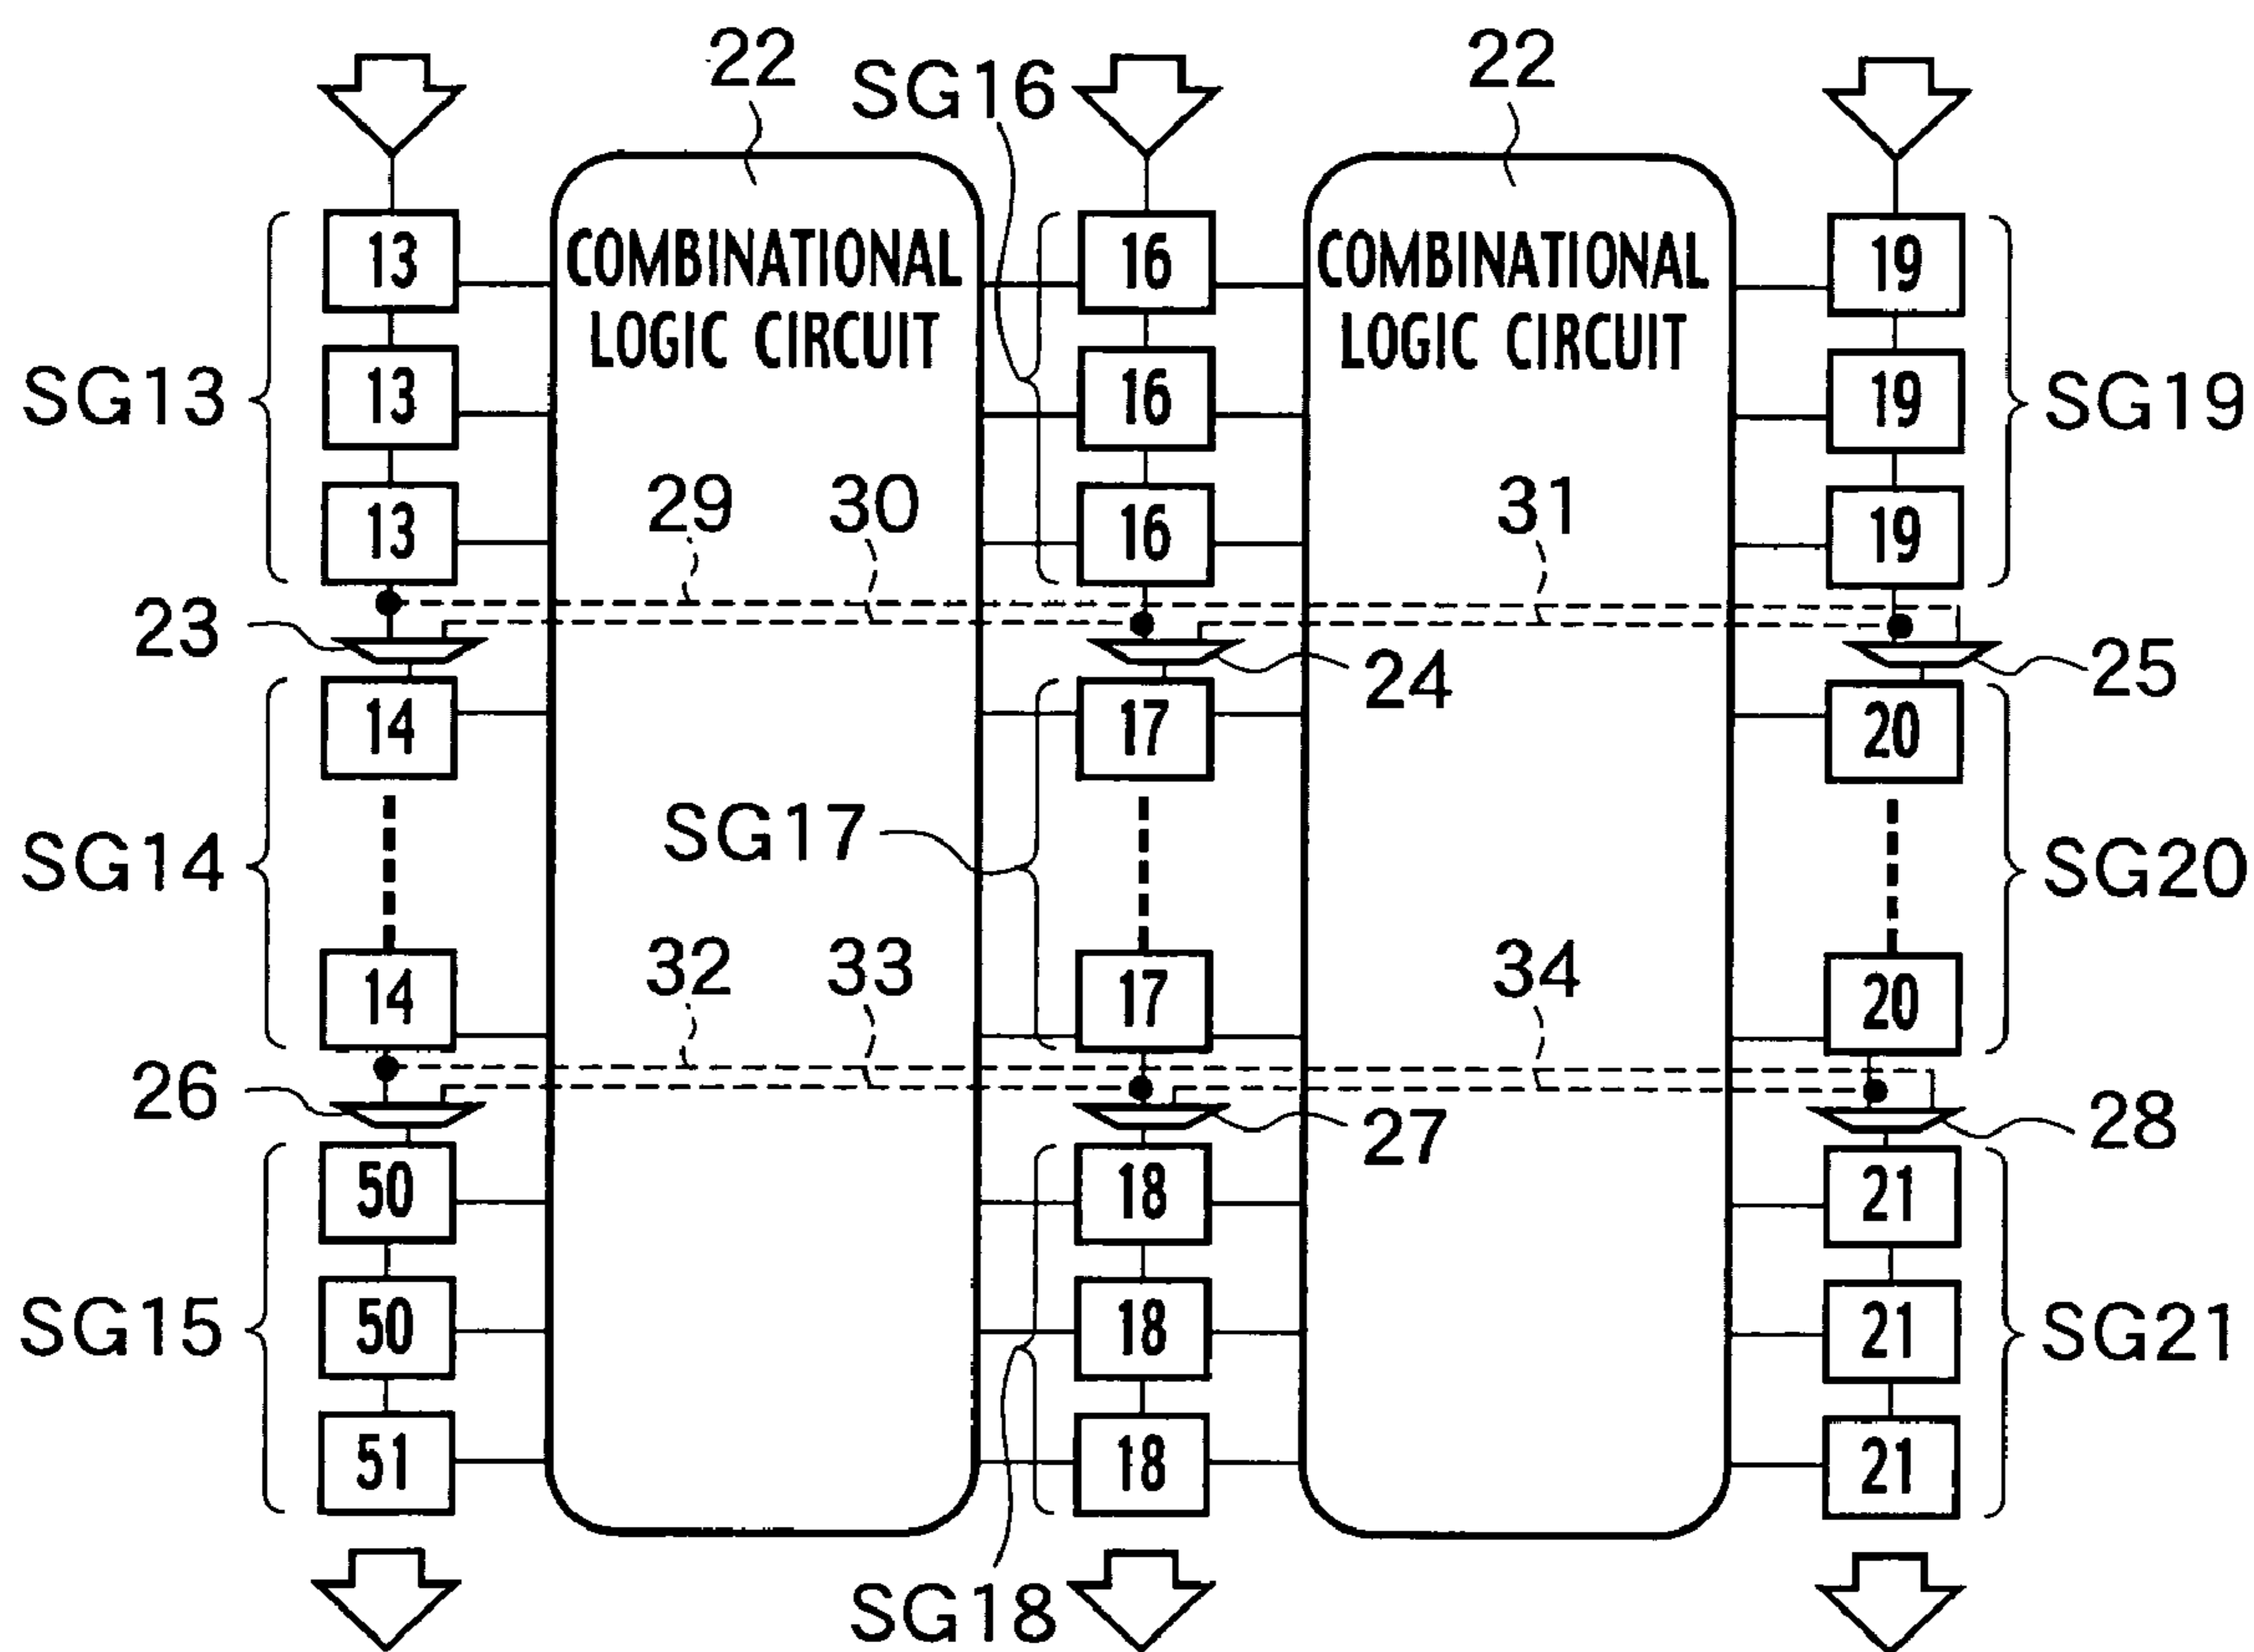 22
22
SG16
13
COMBINATIONAL
LOGIC CIRCUIT
16
COMBINATIONAL
LOGIC CIRCUIT
19
SG13
13
16
19
SG19
29
30
31
13
16
19
23
24
25
14
17
20
SG14
SG17
SG20
32
33
34
14
17
20
26
27
28
50
18
21
SG15
50
18
21
SG21
51
18
21
SG18